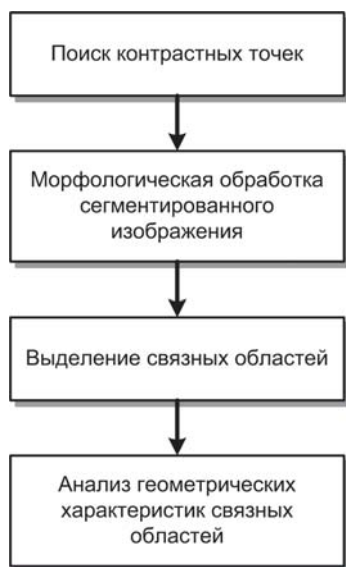 Поиск контрастных точек
Морфологическая обработка
сегментированного
изображения
Выделение связных областей
Анализ геометрических
характеристик связных
областей